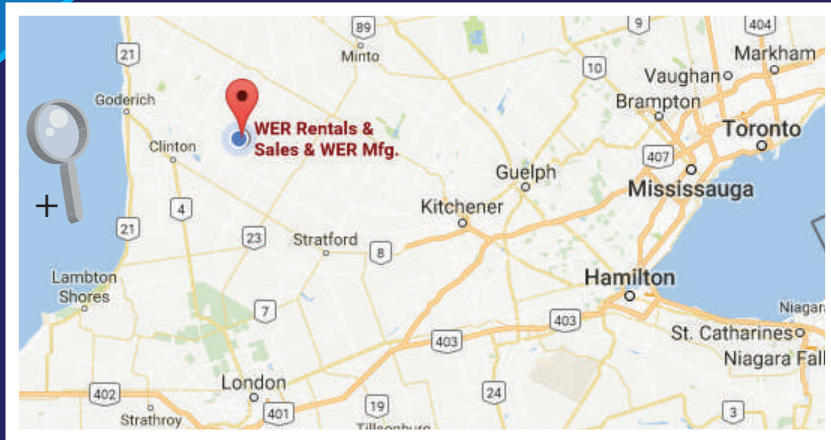 21
89
Minto
9
404
Markham
Vaughan
10
Goderich
Brampton
WER Rentals &
Sales & WER Mfg.
Toronto
Clinton
407
Guelph
Mississauga
+
4
Kitchener
21
23
Stratford
8
Lambton
Shores
Hamilton
7
Niagara
403
403
St. Catharines
Niagara Fall
London
402
24
19
401
3
Strathroy
Tillsonburg